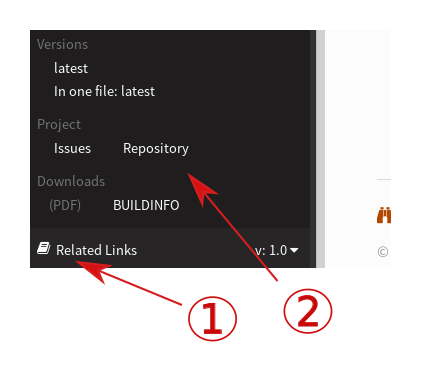 Versions
latest
In one file: latest
Project
Issues Repository
Downloads
(PDF) BUILDINFO
Related Links v: 1.0
©
1 2